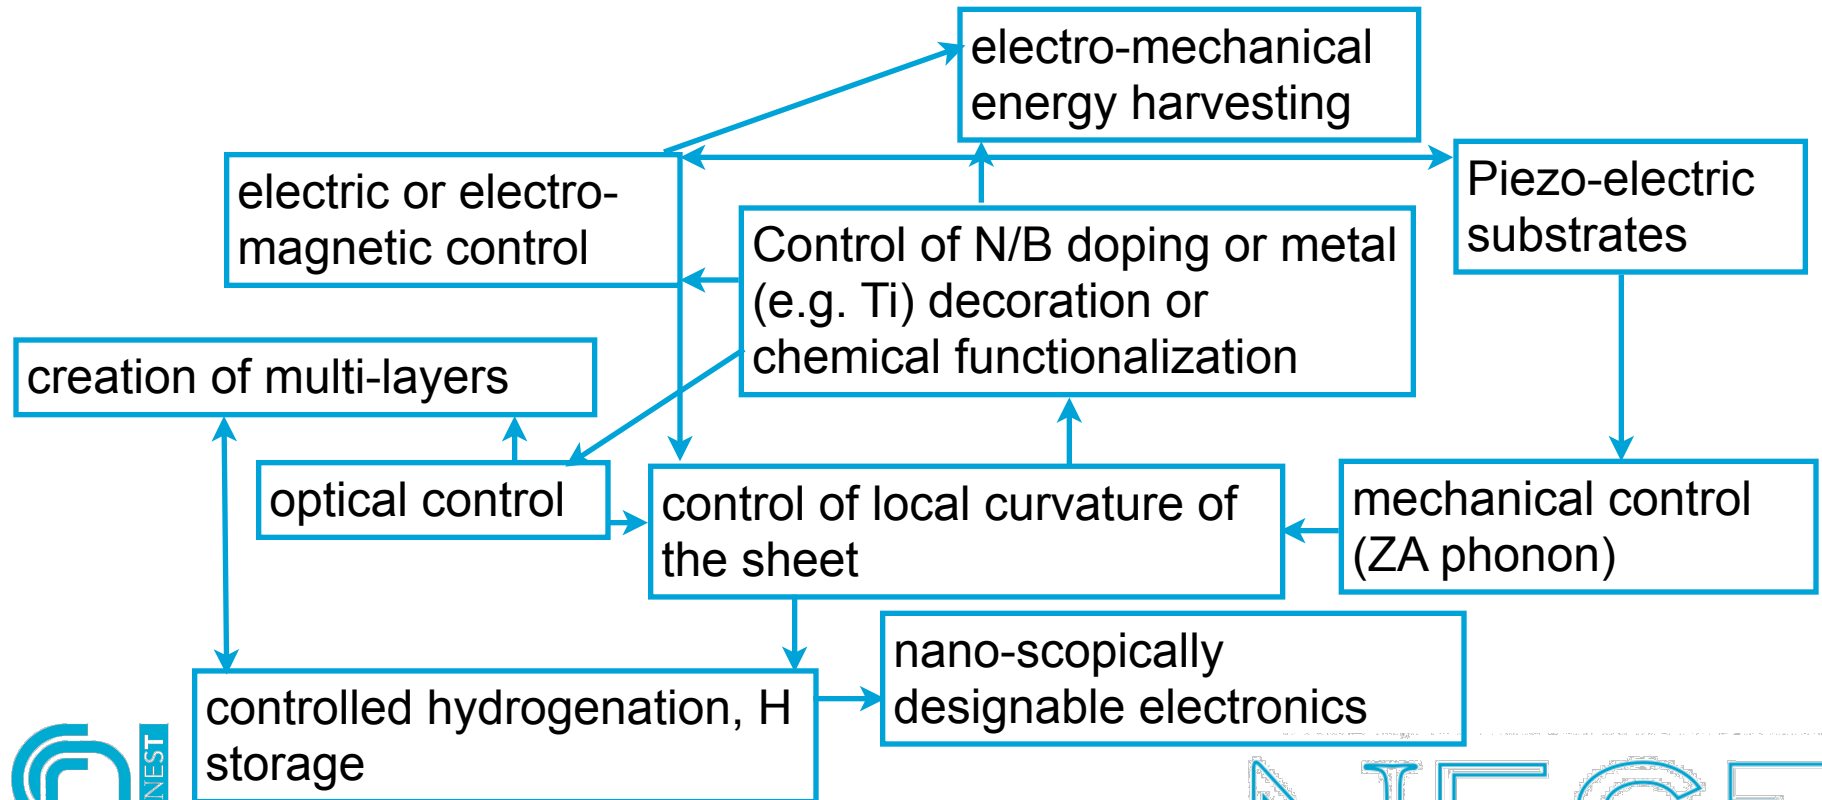 electro-mechanical
energy harvesting
electric or electro-
magnetic control
Piezo-electric
substrates
Control of N/B doping or metal
(e.g. Ti) decoration or
chemical functionalization
creation of multi-layers
optical control
control of local curvature of
the sheet
mechanical control
(ZA phonon)
nano-scopically
designable electronics
controlled hydrogenation, H
storage
NEST